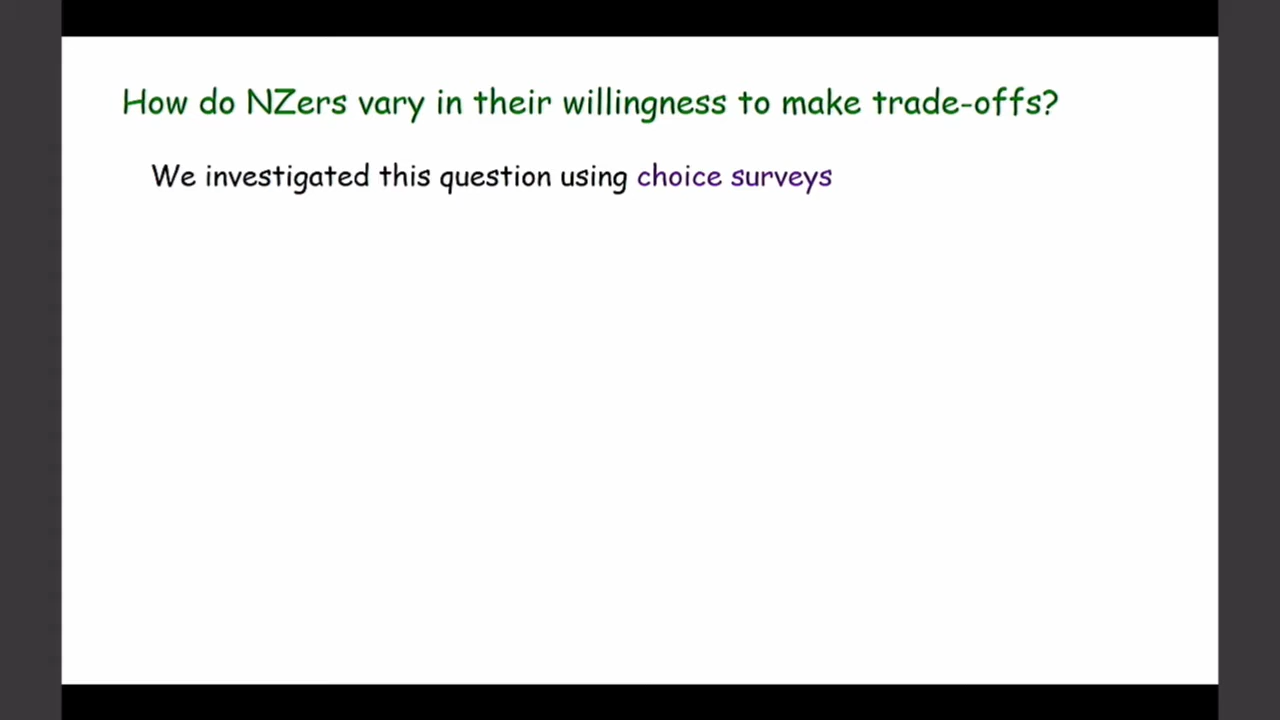 How do NZers vary in their willingness to make trade-offs?
We investigated this question using choice surveys